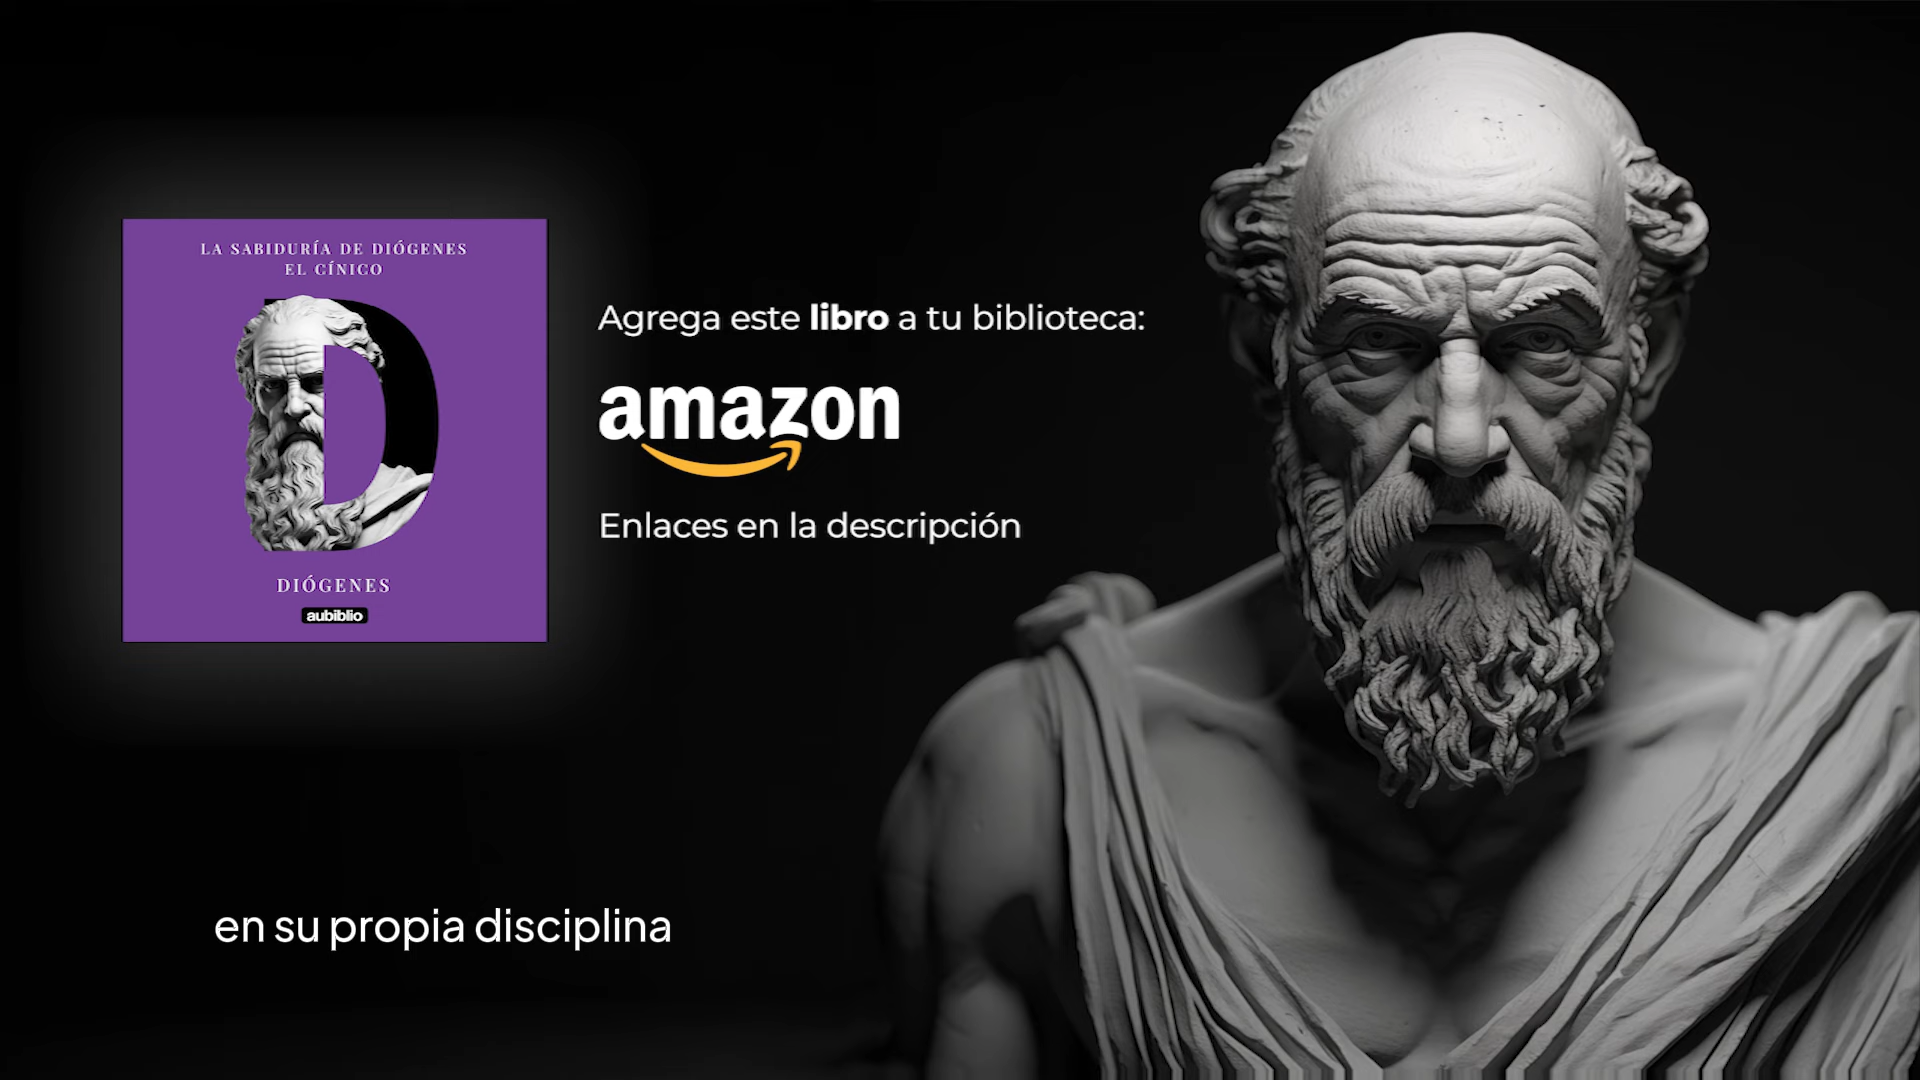 LA SABIDURÍA DE DIÓGENES
EL CÍNICO
DIÓGENES
aubiblio
Agrega este libro a tu biblioteca:
amazon
Enlaces en la descripción
en su propia disciplina